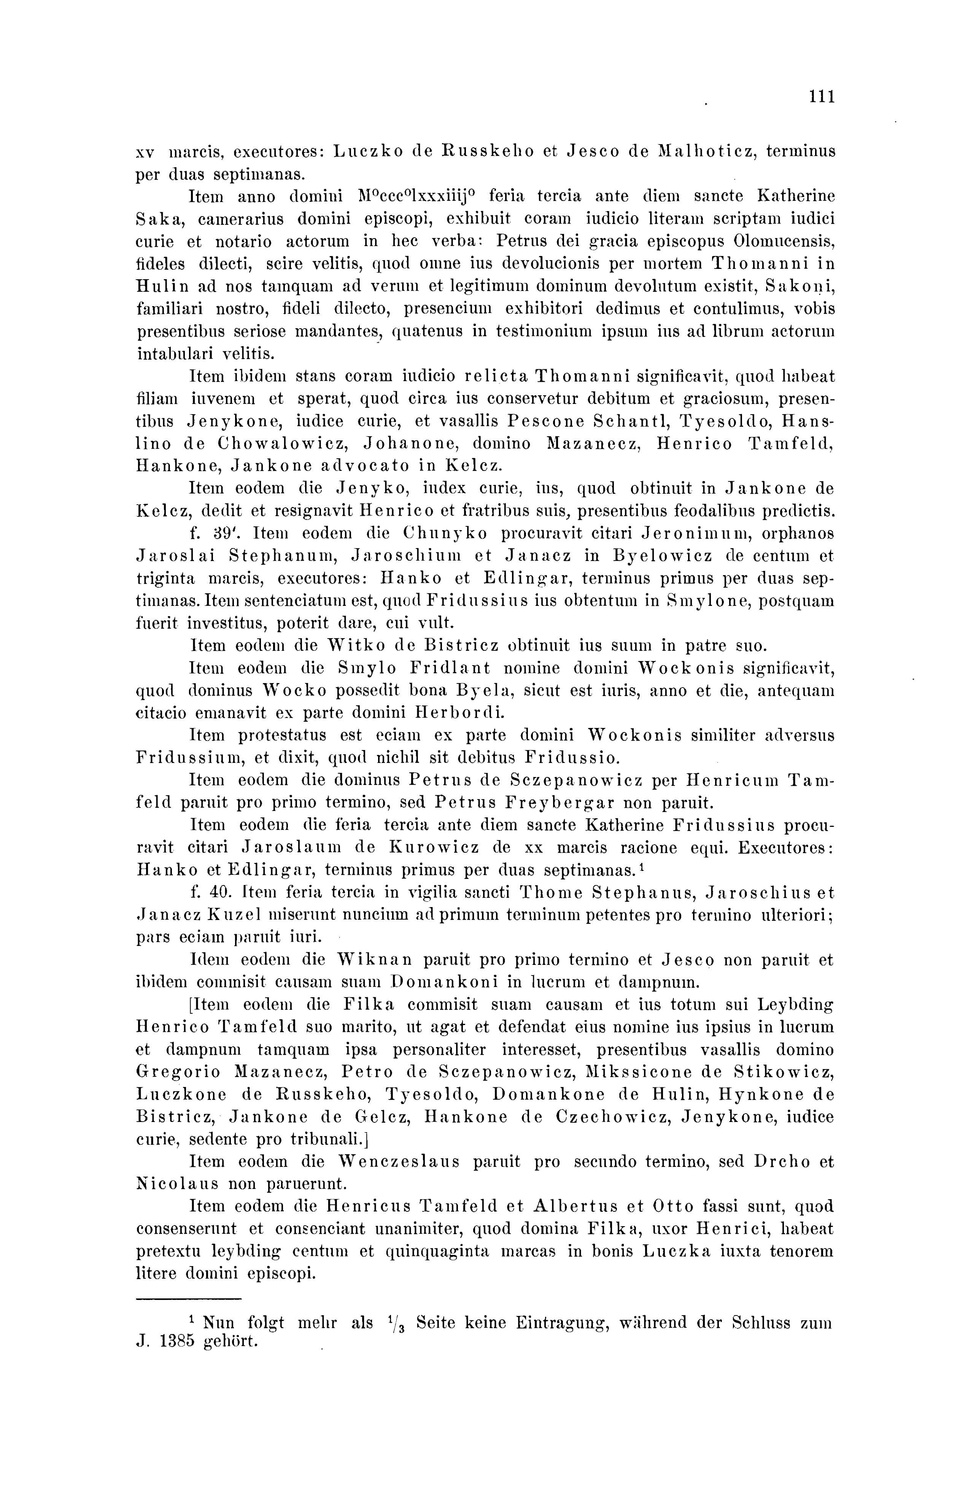 111
xv marcis, executores: Luczko de Russkeho et Jesco de Malhoticz, terminus
per duas septimanas.
Item anno domini M⁰ccc⁰lxxxiiij⁰ feria tercia ante diem sancte Katherine
Saka, camerarius domini episcopi, exhibuit coram iudicio literam scriptam iudici
curie et notario actorum in hec verba: Petrus dei gracia episcopus Olomucensis,
fideles dilecti, scire velitis, quod omne ius devolucionis per mortem Thomanni in
Hulin ad nos tamquam ad verum et legitimum dominum devolutum existit, Sakoni,
familiari nostro, fideli dilecto, presencium exhibitori dedimus et contulimus, vobis
presentibus seriose mandantes, quatenus in testimonium ipsum ius ad librum actorum
intabulari velitis.
Item ibidem stans coram iudicio relicta Thomanni significavit, quod habeat
filiam iuvenem et sperat, quod circa ius conservetur debitum et graciosum, presen-
tibus Jenykone, iudice curie, et vasallis Pescone Schantl, Tyesoldo, Hans-
lino de Chowalowicz, Johanone, domino Mazanecz, Henrico Tamfeld,
Hankone, Jankone advocato in Kelcz.
Item eodem die Jenyko, iudex curie, ius, quod obtinuit in Jankone de
Kelcz, dedit et resignavit Henrico et fratribus suis, presentibus feodalibus predictis.
f. 39'. Item eodem die Chunyko procuravit citari Jeronimum, orphanos
Jaroslai Stephanum, Jaroschium et Janacz in Byelowicz de centum et
triginta marcis, executores: Hanko et Edlingar, terminus primus per duas sep-
timanas. Item sentenciatum est, quod Fridussius ius obtentum in Smylone, postquam
fuerit investitus, poterit dare, cui vult.
Item eodem die Witko de Bistricz obtinuit ius suum in patre suo.
Item eodem die Smylo Fridlant nomine domini Wockonis significavit,
quod dominus Wocko possedit bona Byela, sicut est iuris, anno et die, antequam
citacio emanavit ex parte domini Herbordi.
Item protestatus est eciam ex parte domini Wockonis similiter adversus
Fridussium, et dixit, quod nichil sit debitus Fridussio.
Item eodem die dominus Petrus de Sczepanowicz per Henricum Tam-
feld paruit pro primo termino, sed Petrus Freybergar non paruit.
Item eodem die feria tercia ante diem sancte Katherine Fridussius procu-
ravit citari Jaroslaum de Kurowicz de xx marcis racione equi. Executores:
Hanko et Edlingar, terminus primus per duas septimanas.¹
f. 40. Item feria tercia in vigilia sancti Thome Stephanus, Jaroschius et
Janacz Kuzel miserunt nuncium ad primum terminum petentes pro termino ulteriori;
pars eciam paruit iuri.
Idem eodem die Wiknan paruit pro primo termino et Jesco non paruit et
ibidem commisit causam suam Domankoni in lucrum et dampnum.
[Item eodem die Filka commisit suam causam et ius totum sui Leybding
Henrico Tamfeld suo marito, ut agat et defendat eius nomine ius ipsius in lucrum
et dampnum tamquam ipsa personaliter interesset, presentibus vasallis domino
Gregorio Mazanecz, Petro de Sczepanowicz, Mikssicone de Stikowicz,
Luczkone de Russkeho, Tyesoldo, Domankone de Hulin, Hynkone de
Bistricz, Jankone de Gelcz, Hankone de Czechowicz, Jenykone, iudice
curie, sedente pro tribunali.]
Item eodem die Wenczeslaus paruit pro secundo termino, sed Drcho et
Nicolaus non paruerunt.
Item eodem die Henricus Tamfeld et Albertus et Otto fassi sunt, quod
consenserunt et consenciant unanimiter, quod domina Filka, uxor Henrici, habeat
pretextu leybding centum et quinquaginta marcas in bonis Luczka iuxta tenorem
litere domini episcopi.
¹ Nun folgt mehr als ¹/₃ Seite keine Eintragung, während der Schluss zum
J. 1385 gehört.